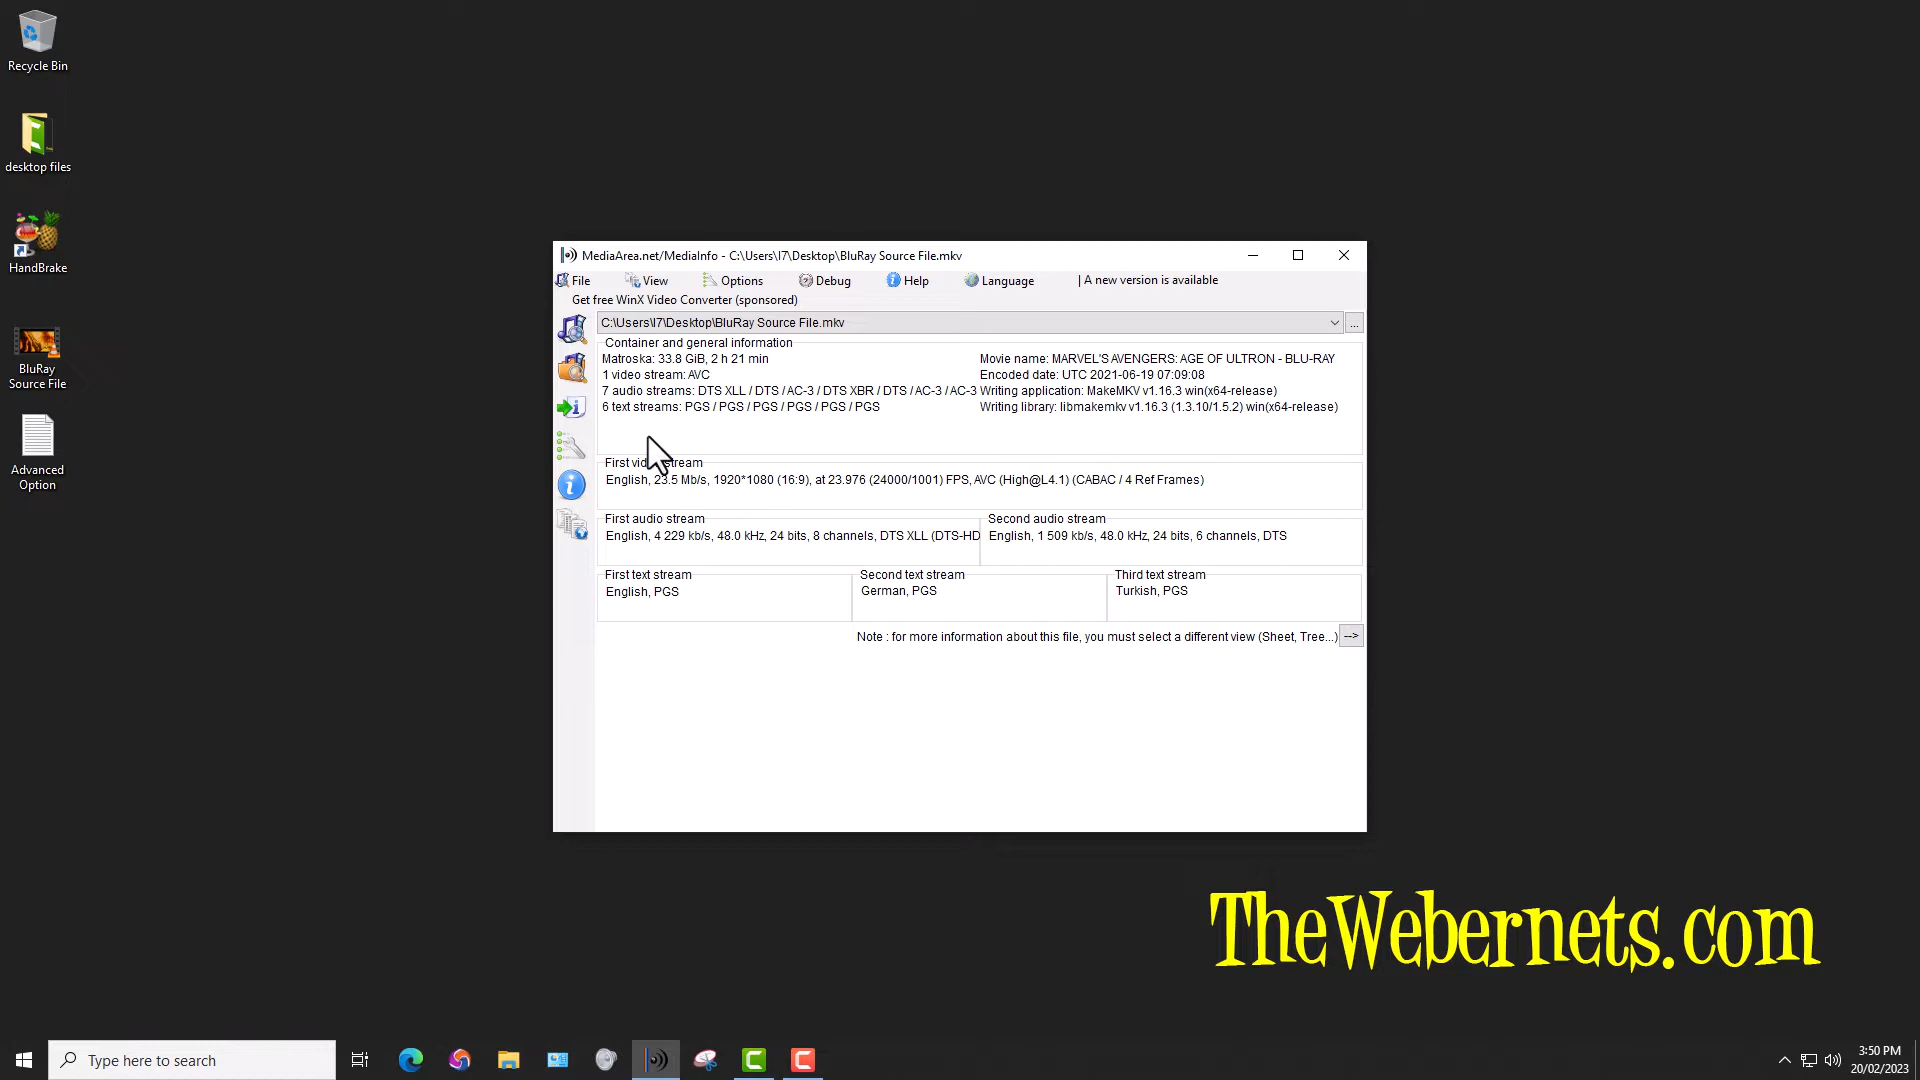 Recycle Bin
desktop files
HandBrake
BluRay
Source File
Advanced
Option
MediaArea.net/MediaInfo - C:\Users\I7\Desktop\BluRay Source File.mkv
File View Options Debug Help Language | A new version is available
Get free WinX Video Converter (sponsored)
C:\Users\I7\Desktop\BluRay Source File.mkv
...
Container and general information
Matroska: 33.8 GiB, 2 h 21 min
1 video stream: AVC
7 audio streams: DTS XLL / DTS / AC-3 / DTS XBR / DTS / AC-3 / AC-3
6 text streams: PGS / PGS / PGS / PGS / PGS / PGS
Movie name: MARVEL'S AVENGERS: AGE OF ULTRON - BLU-RAY
Encoded date: UTC 2021-06-19 07:09:08
Writing application: MakeMKV v1.16.3 win(x64-release)
Writing library: libmakemkv v1.16.3 (1.3.10/1.5.2) win(x64-release)
First video stream
English, 23.5 Mb/s, 1920*1080 (16:9), at 23.976 (24000/1001) FPS, AVC (High@L4.1) (CABAC / 4 Ref Frames)
First audio stream
English, 4 229 kb/s, 48.0 kHz, 24 bits, 8 channels, DTS XLL (DTS-HD
Second audio stream
English, 1 509 kb/s, 48.0 kHz, 24 bits, 6 channels, DTS
First text stream
English, PGS
Second text stream
German, PGS
Third text stream
Turkish, PGS
Note : for more information about this file, you must select a different view (Sheet, Tree...) -->
TheWebernets.com
Type here to search
3:50 PM
20/02/2023